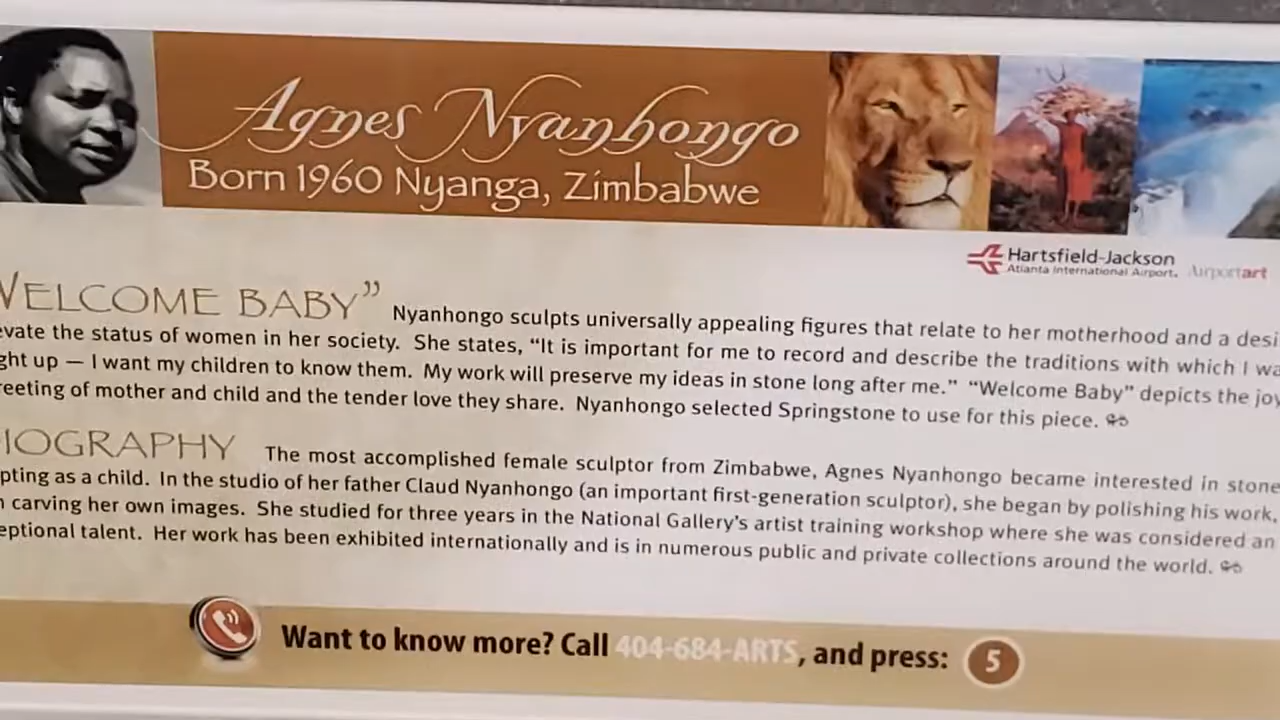 Agnes Nyanhongo
Born 1960 Nyanga, Zimbabwe
Hartsfield-Jackson
Atlanta International Airport. Airportart
WELCOME BABY” Nyanhongo sculpts universally appealing figures that relate to her motherhood and a desi
evate the status of women in her society. She states, “It is important for me to record and describe the traditions with which I wa
ght up — I want my children to know them. My work will preserve my ideas in stone long after me.” “Welcome Baby” depicts the joy
reeting of mother and child and the tender love they share. Nyanhongo selected Springstone to use for this piece.
IOGRAPHY The most accomplished female sculptor from Zimbabwe, Agnes Nyanhongo became interested in stone
pting as a child. In the studio of her father Claud Nyanhongo (an important first-generation sculptor), she began by polishing his work,
n carving her own images. She studied for three years in the National Gallery’s artist training workshop where she was considered an
eptional talent. Her work has been exhibited internationally and is in numerous public and private collections around the world.
Want to know more? Call 404-684-ARTS, and press: 5